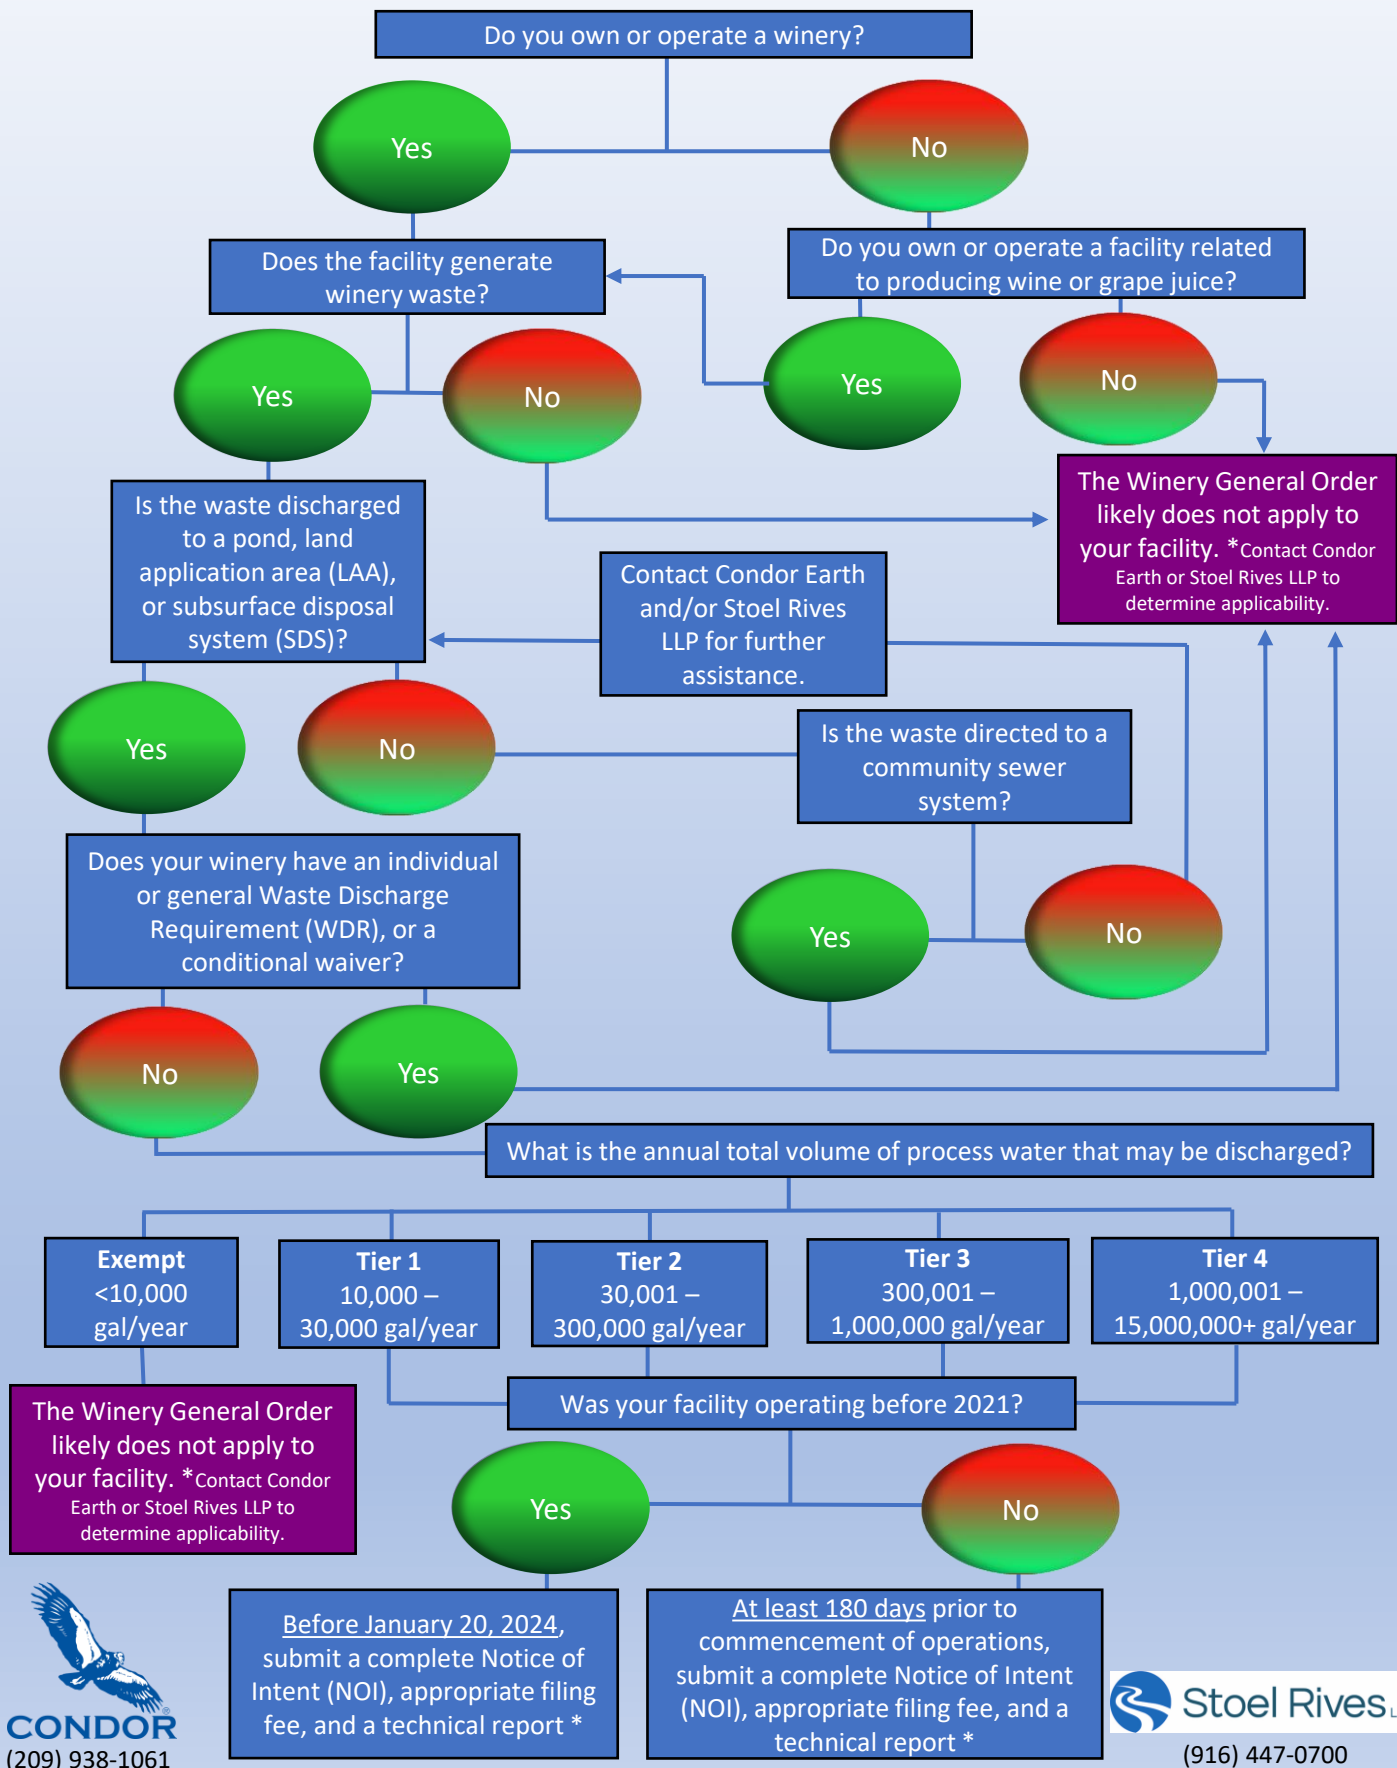 Do you own or operate a winery?
Yes
No
Does the facility generate
winery waste?
Do you own or operate a facility related
to producing wine or grape juice?
Yes
No
Yes
No
Is the waste discharged
to a pond, land
application area (LAA),
or subsurface disposal
system (SDS)?
Contact Condor Earth
and/or Stoel Rives
LLP for further
assistance.
The Winery General Order
likely does not apply to
your facility. *Contact Condor
Earth or Stoel Rives LLP to
determine applicability.
Yes
No
Is the waste directed to a
community sewer
system?
Does your winery have an individual
or general Waste Discharge
Requirement (WDR), or a
conditional waiver?
Yes
No
No
Yes
What is the annual total volume of process water that may be discharged?
Exempt
<10,000
gal/year
Tier 1
10,000 –
30,000 gal/year
Tier 2
30,001 –
300,000 gal/year
Tier 3
300,001 –
1,000,000 gal/year
Tier 4
1,000,001 –
15,000,000+ gal/year
The Winery General Order
likely does not apply to
your facility. *Contact Condor
Earth or Stoel Rives LLP to
determine applicability.
Was your facility operating before 2021?
Yes
No
Before January 20, 2024,
submit a complete Notice of
Intent (NOI), appropriate filing
fee, and a technical report *
At least 180 days prior to
commencement of operations,
submit a complete Notice of Intent
(NOI), appropriate filing fee, and a
technical report *
CONDOR
(209) 938-1061
Stoel Rives
(916) 447-0700